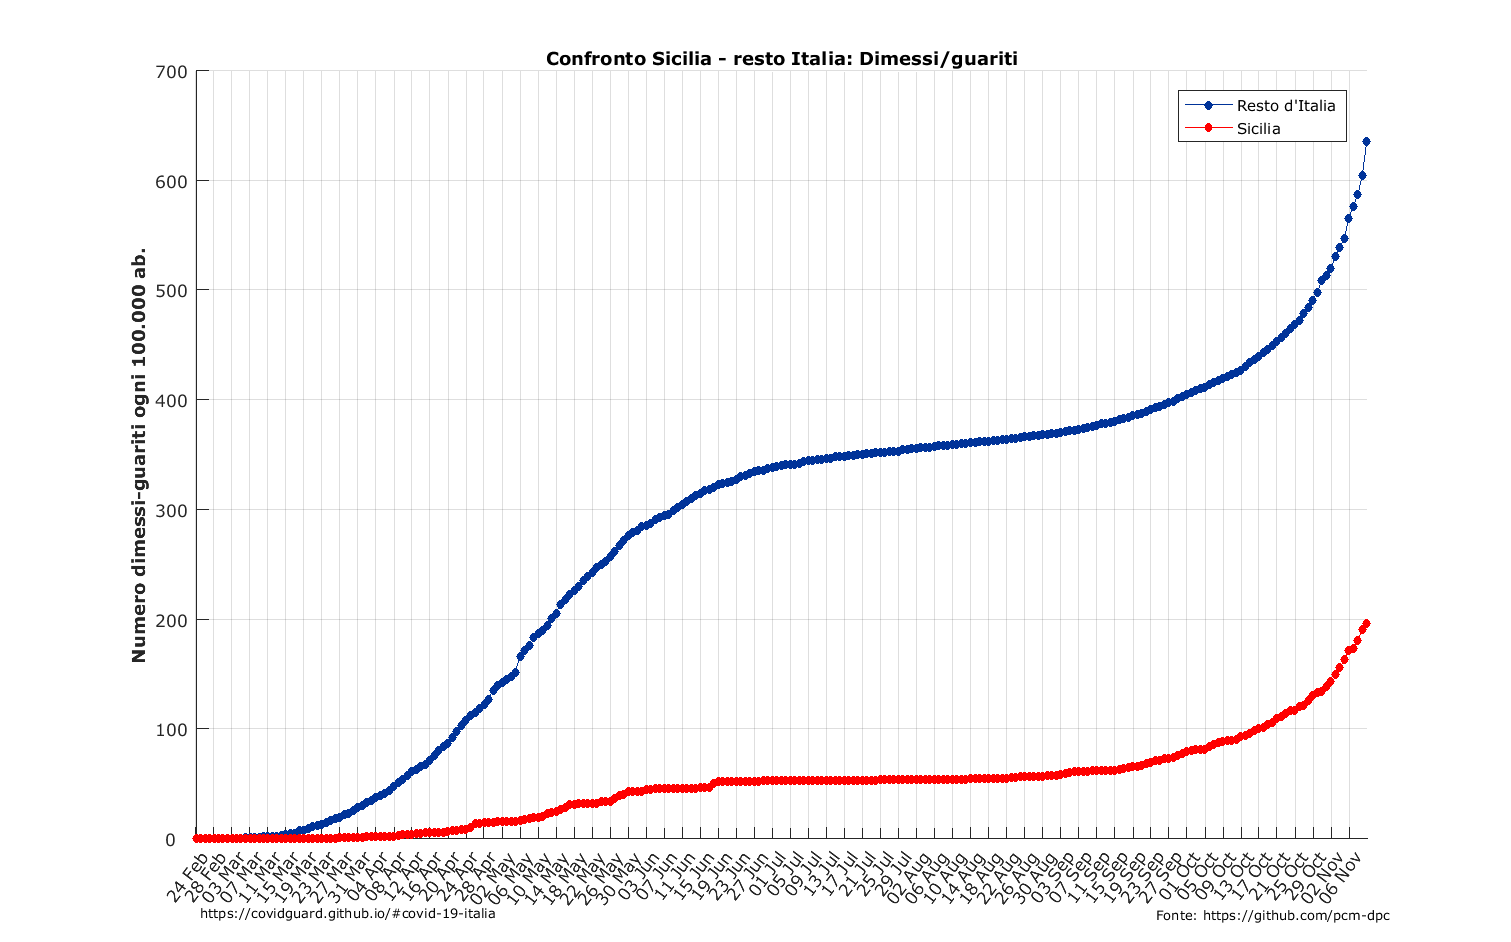 Confronto Sicilia - resto Italia: Dimessi/guariti
Resto d'Italia
Sicilia
Numero dimessi-guariti ogni 100.000 ab.
700
600
500
400
300
200
100
0
24 Feb
28 Feb
03 Mar
07 Mar
11 Mar
15 Mar
19 Mar
23 Mar
27 Mar
31 Mar
04 Apr
08 Apr
12 Apr
16 Apr
20 Apr
24 Apr
28 Apr
02 May
06 May
10 May
14 May
18 May
22 May
26 May
30 May
03 Jun
07 Jun
11 Jun
15 Jun
19 Jun
23 Jun
27 Jun
01 Jul
05 Jul
09 Jul
13 Jul
17 Jul
21 Jul
25 Jul
29 Jul
02 Aug
06 Aug
10 Aug
14 Aug
18 Aug
22 Aug
26 Aug
30 Aug
03 Sep
07 Sep
11 Sep
15 Sep
19 Sep
23 Sep
27 Sep
01 Oct
05 Oct
09 Oct
13 Oct
17 Oct
21 Oct
25 Oct
29 Oct
02 Nov
06 Nov
https://covidguard.github.io/#covid-19-italia
Fonte: https://github.com/pcm-dpc